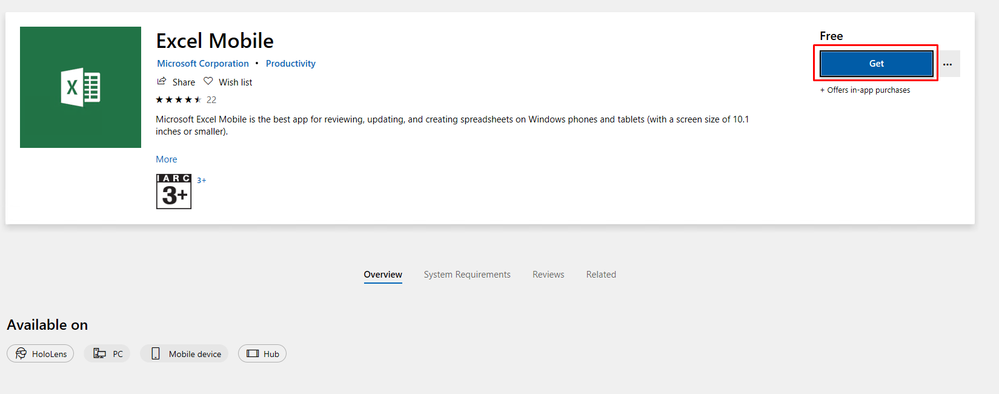 Excel Mobile
Microsoft Corporation • Productivity
Share Wish list
22
Microsoft Excel Mobile is the best app for reviewing, updating, and creating spreadsheets on Windows phones and tablets (with a screen size of 10.1
inches or smaller).
More
IARC
3+
3+
Free
Get
...
+ Offers in-app purchases
Overview System Requirements Reviews Related
Available on
HoloLens PC Mobile device Hub
X